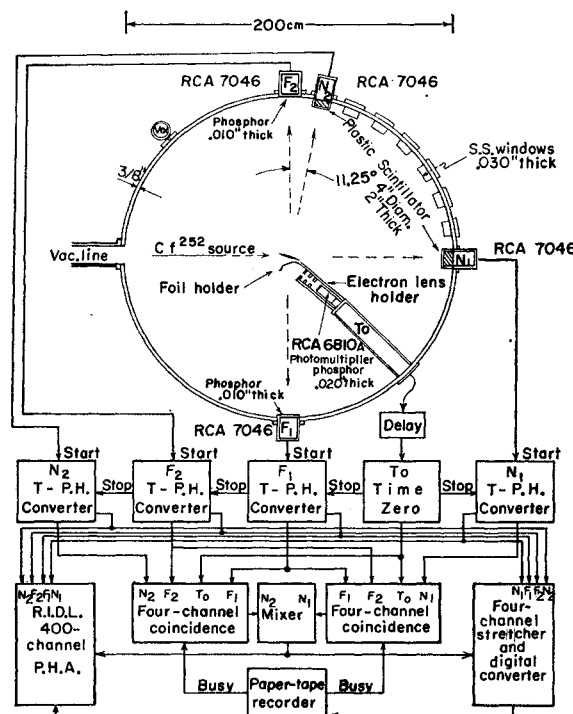 200cm
RCA 7046
F2
N2
RCA 7046
Phosphor
.010" thick
Plastic Scintillator
4" Diam.
2" Thick
S.S. windows
.030" thick
Vac
3/8"
11.25°
Cf252 source
Vac. line
Foil holder
Electron lens
holder
RCA 7046
N1
To
RCA 6810A
Photomultiplier
phosphor
.020" thick
Phosphor
.010" thick
RCA 7046
F1
Delay
Start
Start
Start
Start
N2
T-P.H.
Converter
Stop
F2
T-P.H.
Converter
Stop
F1
T-P.H.
Converter
Stop
To
Time
Zero
Stop
N1
T-P.H.
Converter
N2 F2 F1 N1
R.I.D.L.
400-
channel
P.H.A.
N2 F2 To F1
Four-channel
coincidence
N2 N1
Mixer
F1 F2 To N1
Four-channel
coincidence
N1 F1 F2 N2
Four-
channel
stretcher
and
digital
converter
Busy
Paper-tape
recorder
Busy